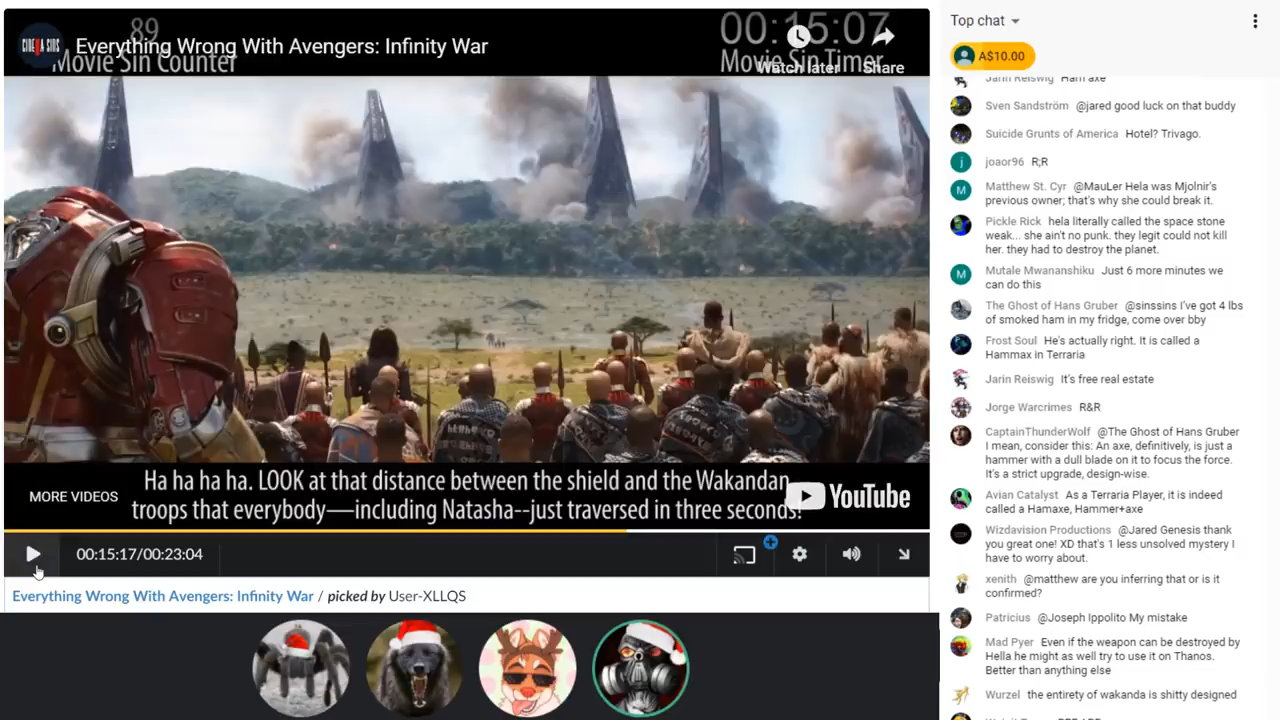 89
Movie Sin Counter
00:15:07
Movie Sin Timer
CINEMA SINS
Everything Wrong With Avengers: Infinity War
Watch later
Share
MORE VIDEOS
Ha ha ha ha. LOOK at that distance between the shield and the Wakandan
troops that everybody—including Natasha--just traversed in three seconds!
YouTube
00:15:17/00:23:04
Everything Wrong With Avengers: Infinity War / picked by User-XLLQS
Top chat
A$10.00
Jarin Reiswig Ham axe
Sven Sandström @jared good luck on that buddy
Suicide Grunts of America Hotel? Trivago.
j
joaor96 R;R
M
Matthew St. Cyr @MauLer Hela was Mjolnir's
previous owner; that's why she could break it.
Pickle Rick hela literally called the space stone
weak... she ain't no punk. they legit could not kill
her. they had to destroy the planet.
M
Mutale Mwananshiku Just 6 more minutes we
can do this
The Ghost of Hans Gruber @sinssins I've got 4 lbs
of smoked ham in my fridge, come over bby
Frost Soul He's actually right. It is called a
Hammax in Terraria
Jarin Reiswig It's free real estate
Jorge Warcrimes R&R
CaptainThunderWolf @The Ghost of Hans Gruber
I mean, consider this: An axe, definitively, is just a
hammer with a dull blade on it to focus the force.
It's a strict upgrade, design-wise.
Avian Catalyst As a Terraria Player, it is indeed
called a Hamaxe, Hammer+axe
Wizdavision Productions @Jared Genesis thank
you great one! XD that's 1 less unsolved mystery I
have to worry about.
xenith @matthew are you inferring that or is it
confirmed?
Patricius @Joseph Ippolito My mistake
Mad Pyer Even if the weapon can be destroyed by
Hella he might as well try to use it on Thanos.
Better than anything else
Wurzel the entirety of wakanda is shitty designed